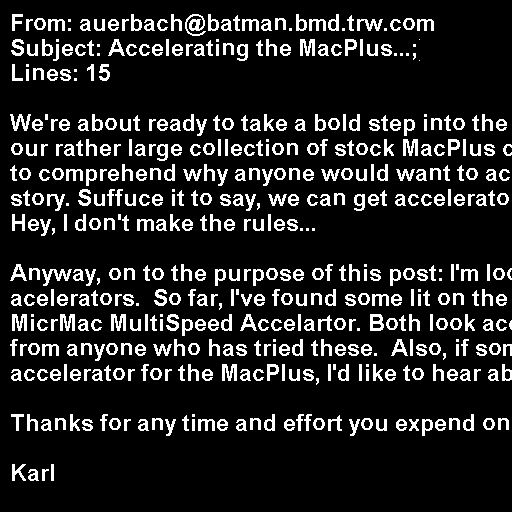 From: auerbach@batman.bmd.trw.com
Subject: Accelerating the MacPlus...;
Lines: 15

We're about ready to take a bold step into the
our rather large collection of stock MacPlus c
to comprehend why anyone would want to ac
story. Suffuce it to say, we can get accelerato
Hey, I don't make the rules...

Anyway, on to the purpose of this post: I'm loo
acelerators.  So far, I've found some lit on the
MicrMac MultiSpeed Accelartor. Both look acc
from anyone who has tried these.  Also, if som
accelerator for the MacPlus, I'd like to hear ab

Thanks for any time and effort you expend on

Karl